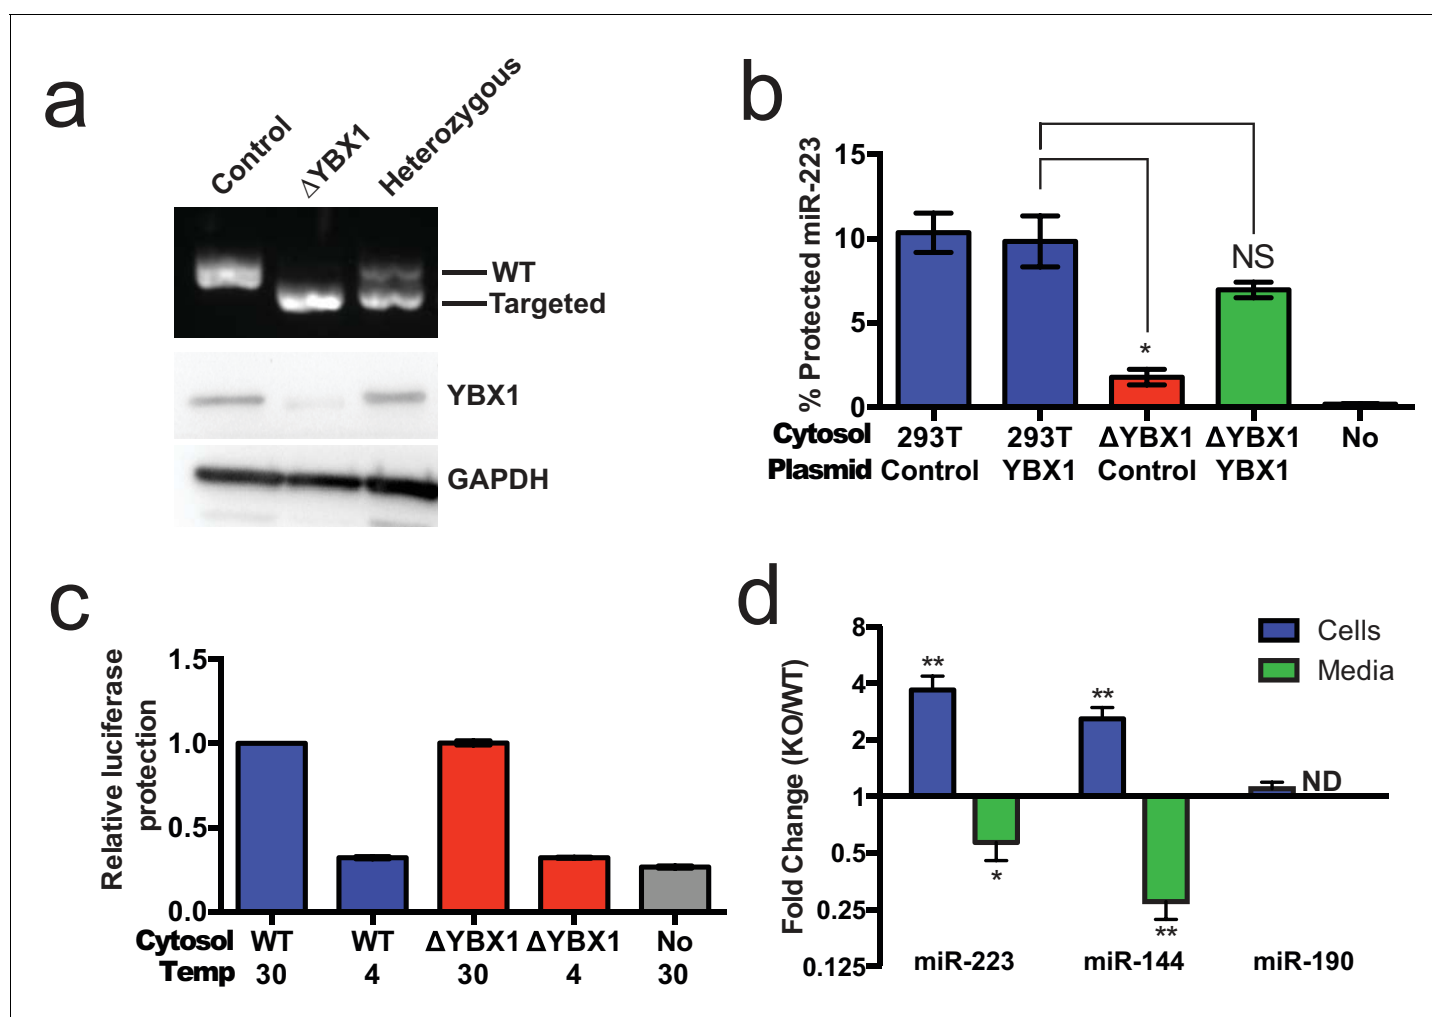 a
Control
ΔYBX1
Heterozygous
WT
Targeted
YBX1
GAPDH
b
% Protected miR-223
15
10
5
0
*
NS
Cytosol 293T 293T ΔYBX1 ΔYBX1 No
Plasmid Control YBX1 Control YBX1
c
Relative luciferase
protection
1.5
1.0
0.5
0.0
Cytosol WT WT ΔYBX1 ΔYBX1 No
Temp 30 4 30 4 30
d
Fold Change (KO/WT)
8
4
2
1
0.5
0.25
0.125
Cells
Media
**
**
ND
*
**
miR-223 miR-144 miR-190